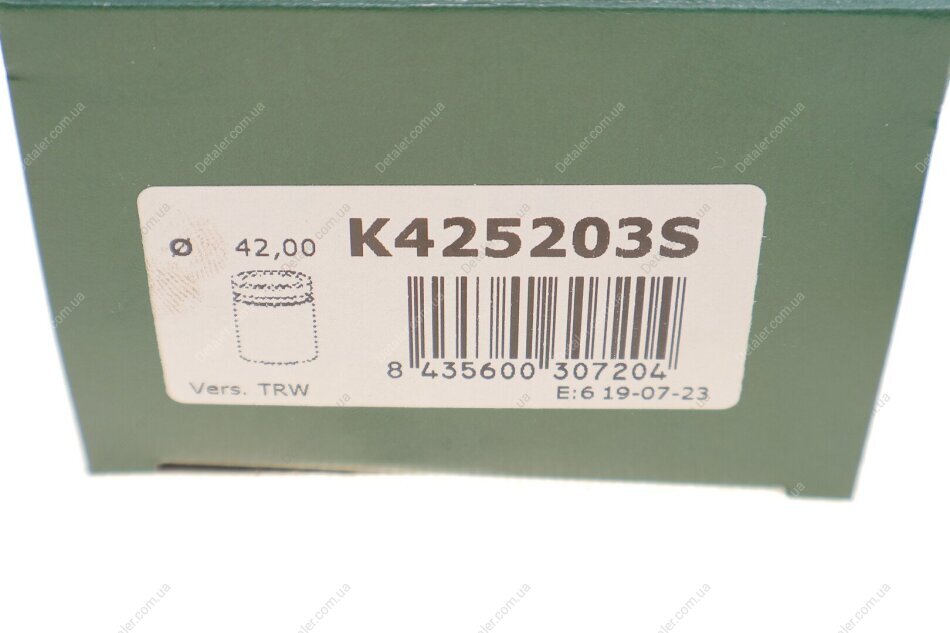 K425203S
Ø 42,00
8 435600 307204
Vers. TRW
E:6 19-07-23
Detaler.com.ua